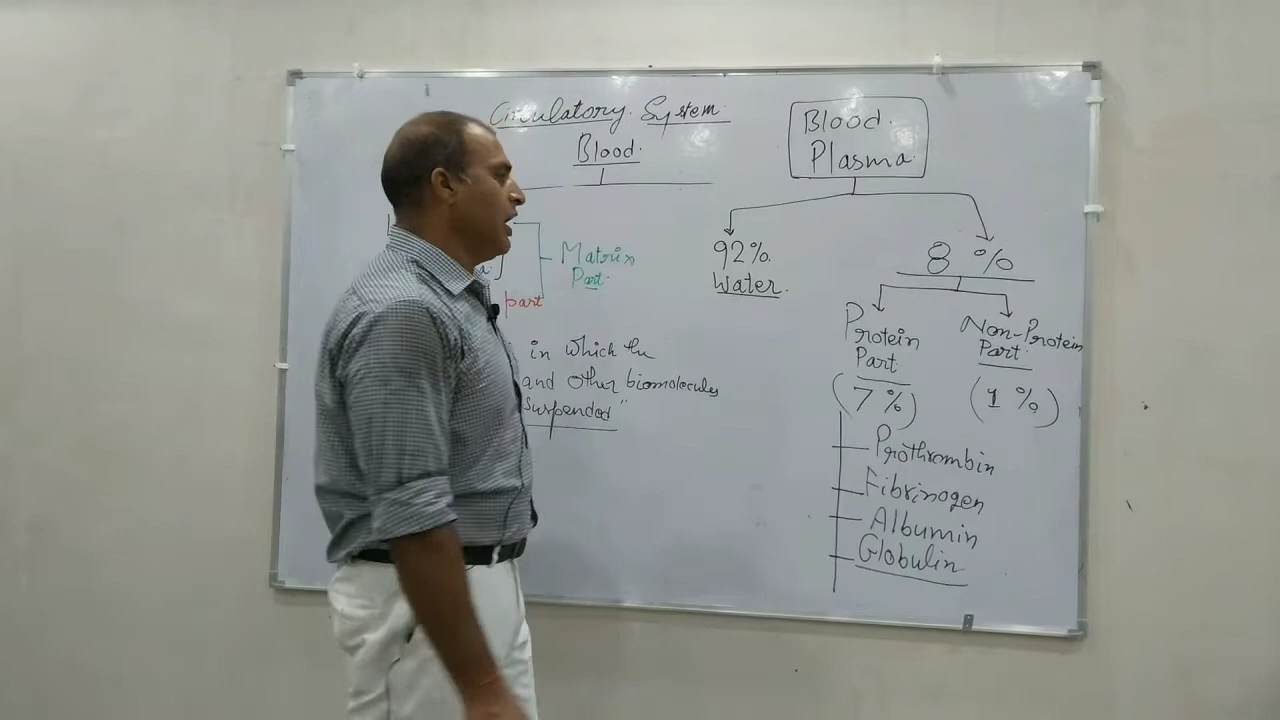 Circulatory System
Blood
Matrix
Part
part
in which the
and other biomolecules
suspended"
Blood
Plasma
92%
Water
8 %
Protein
Part
(7 %)
Non-Protein
Part
(1 %)
Prothrombin
Fibrinogen
Albumin
Globulin